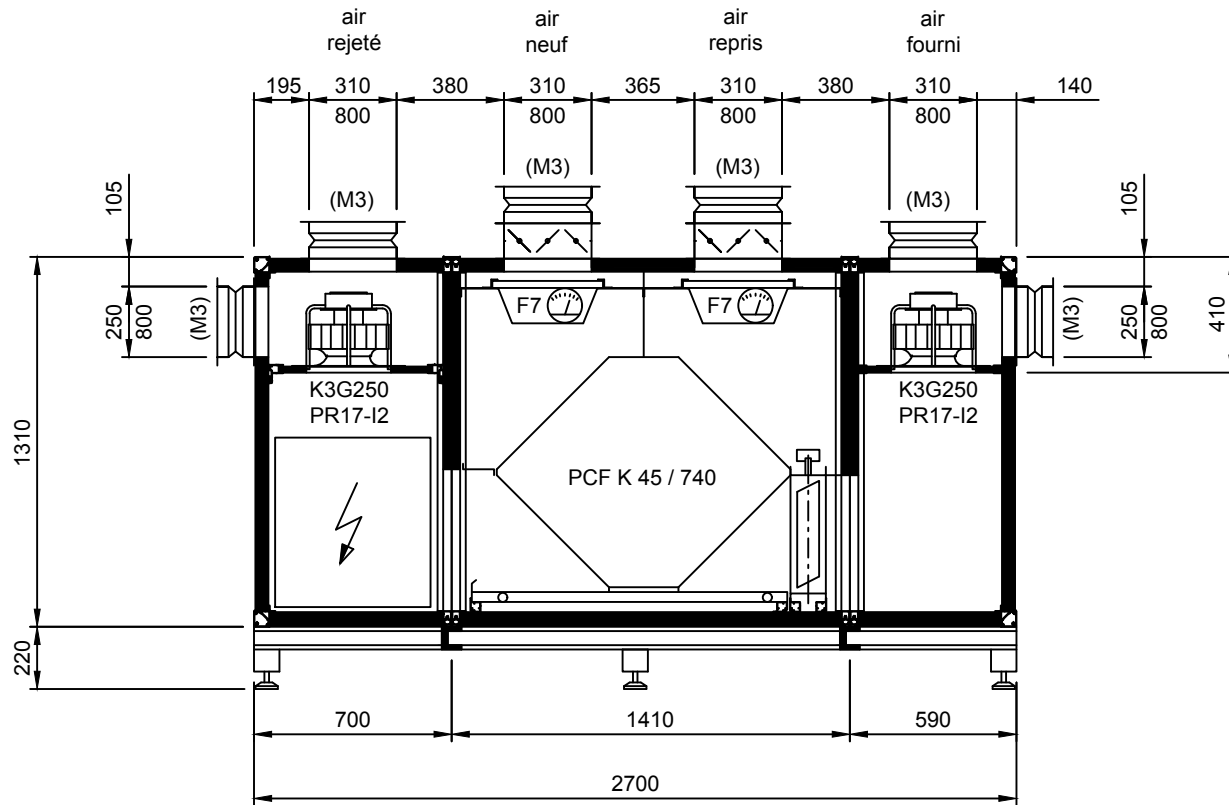 air
rejeté
air
neuf
air
repris
air
fourni
195
310
380
310
365
310
380
310
140
800
800
800
800
(M3)
(M3)
(M3)
(M3)
105
105
250
800
(M3)
F7
F7
(M3)
250
800
410
K3G250
PR17-I2
K3G250
PR17-I2
1310
PCF K 45 / 740
220
700
1410
590
2700